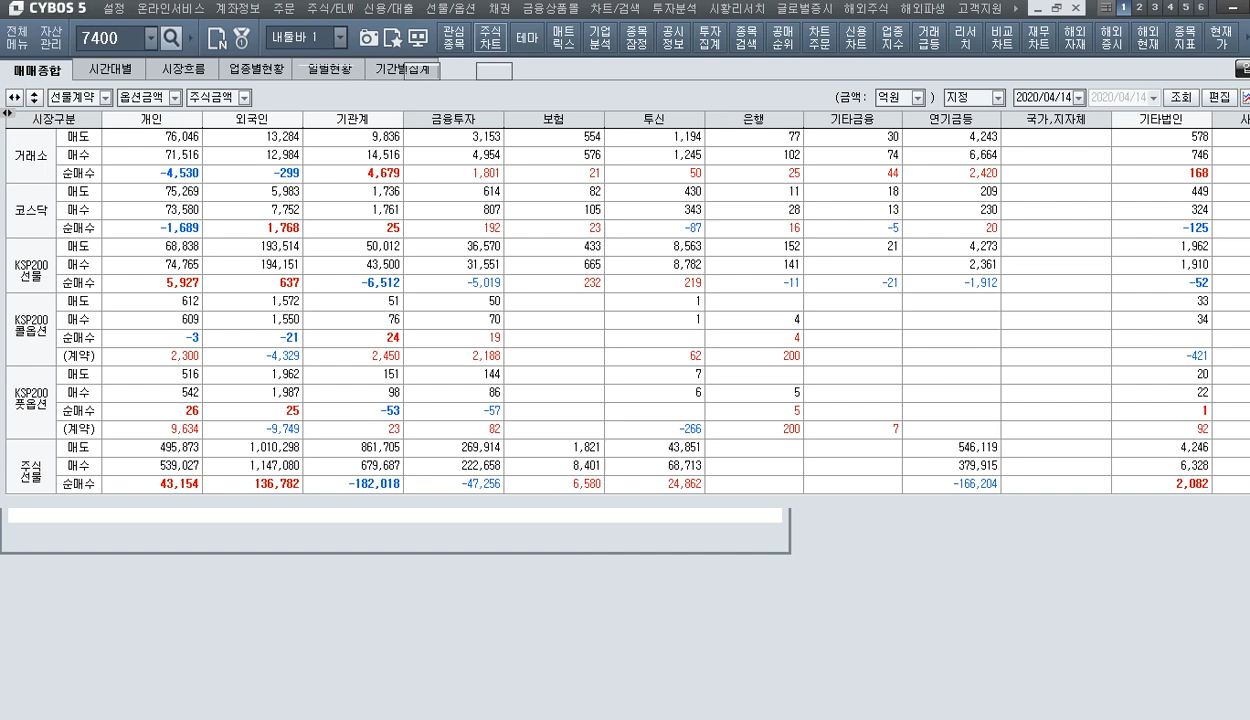 CYBOS 5 설정 온라인서비스 계좌정보 주문 주식/ELW 신용/대출 선물/옵션 채권 금융상품몰 차트/검색 투자분석 시황리서치 글로벌증시 해외주식 해외파생 고객지원 1 2 3 4 5 6
전체 메뉴 자산 관리 7400 내툴바 1 관심 종목 주식 차트 테마 매트 릭스 기업 분석 종목 잠정 공시 정보 투자 집계 종목 검색 공매 순위 차트 주문 신용 차트 업종 지수 거래 급등 리서 치 비교 차트 재무 차트 해외 자재 해외 증시 해외 현재 종목 지표 현재 가
매매종합 시간대별 시장흐름 업종별현황 일별현황 기간별집계
선물계약 옵션금액 주식금액 (금액: 억원 ) 지정 2020/04/14 2020/04/14 조회 편집
시장구분 개인 외국인 기관계 금융투자 보험 투신 은행 기타금융 연기금등 국가,지자체 기타법인
거래소 매도 76,046 13,284 9,836 3,153 554 1,194 77 30 4,243 578
매수 71,516 12,984 14,516 4,954 576 1,245 102 74 6,664 746
순매수 -4,530 -299 4,679 1,801 21 50 25 44 2,420 168
코스닥 매도 75,269 5,983 1,736 614 82 430 11 18 209 449
매수 73,580 7,752 1,761 807 105 343 28 13 230 324
순매수 -1,689 1,768 25 192 23 -87 16 -5 20 -125
KSP200 선물 매도 68,838 193,514 50,012 36,570 433 8,563 152 21 4,273 1,962
매수 74,765 194,151 43,500 31,551 665 8,782 141 2,361 1,910
순매수 5,927 637 -6,512 -5,019 232 219 -11 -21 -1,912 -52
KSP200 콜옵션 매도 612 1,572 51 50 1 33
매수 609 1,550 76 70 1 4 34
순매수 -3 -21 24 19 4
(계약) 2,300 -4,329 2,450 2,188 62 200 -421
KSP200 풋옵션 매도 516 1,962 151 144 7 20
매수 542 1,987 98 86 6 5 22
순매수 26 25 -53 -57 5 1
(계약) 9,634 -9,749 23 82 -266 200 7 92
주식 선물 매도 495,873 1,010,298 861,705 269,914 1,821 43,851 546,119 4,246
매수 539,027 1,147,080 679,687 222,658 8,401 68,713 379,915 6,328
순매수 43,154 136,782 -182,018 -47,256 6,580 24,862 -166,204 2,082